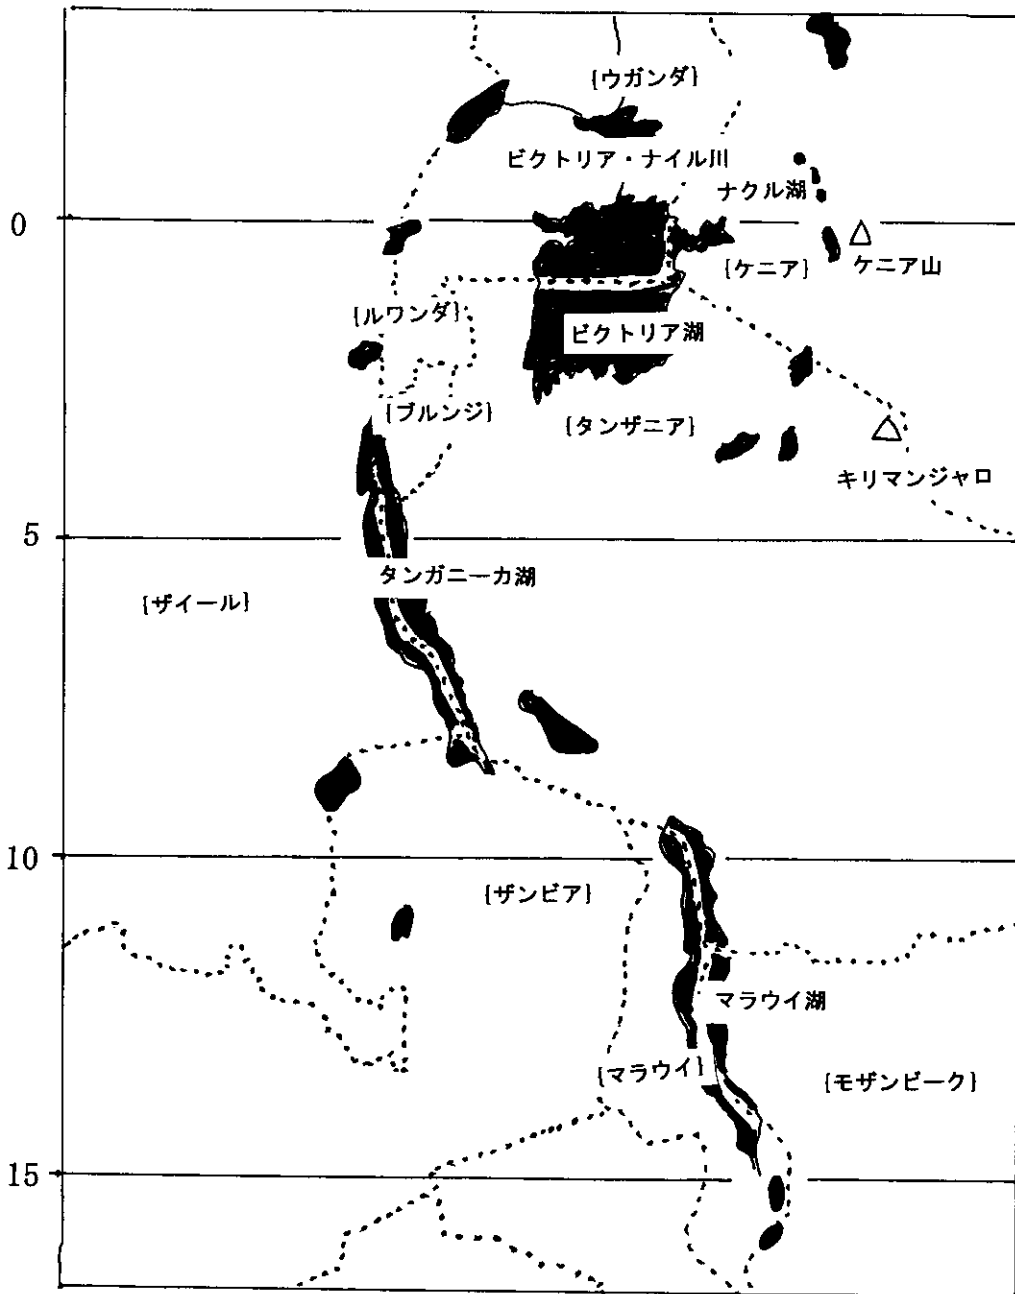 {ウガンダ}
ビクトリア・ナイル川
ナクル湖
0
{ケニア}
ケニア山
{ルワンダ}
ビクトリア湖
{ブルンジ}
{タンザニア}
キリマンジャロ
5
タンガニーカ湖
{ザイール}
10
{ザンビア}
マラウイ湖
{マラウイ}
{モザンビーク}
15